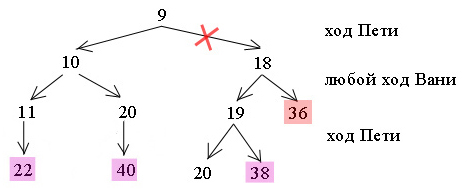 9
ход Пети
10 18
любой ход Вани
11 20 19 36
ход Пети
22 40 20 38